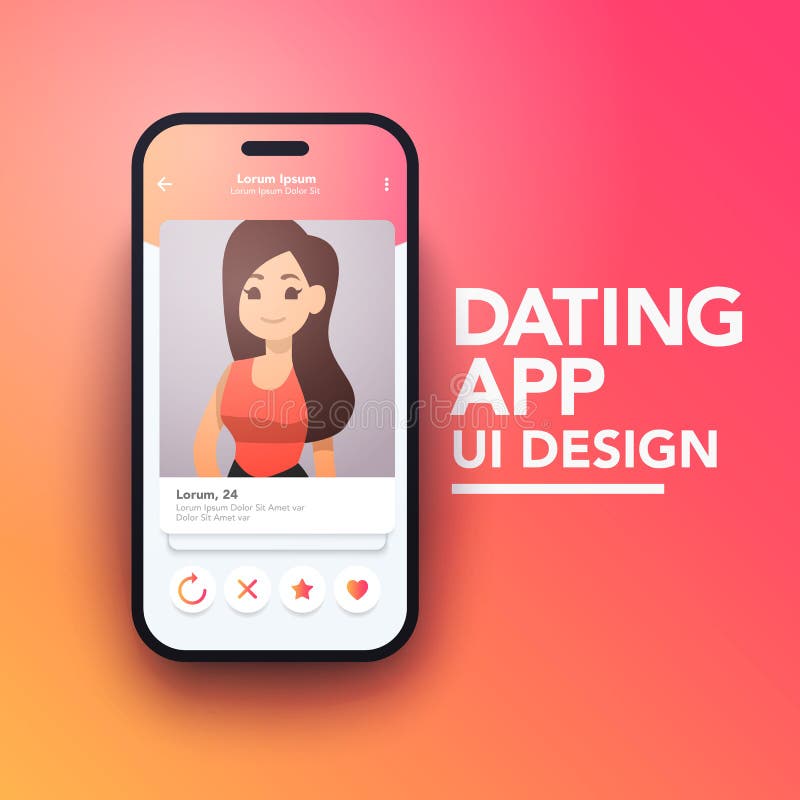 Lorum Ipsum
Lorum Ipsum Dolor Sit
Lorum, 24
Lorum Ipsum Dolor Sit Amet var
Dolor Sit Amet var
DATING
APP
UI DESIGN
dreamstime